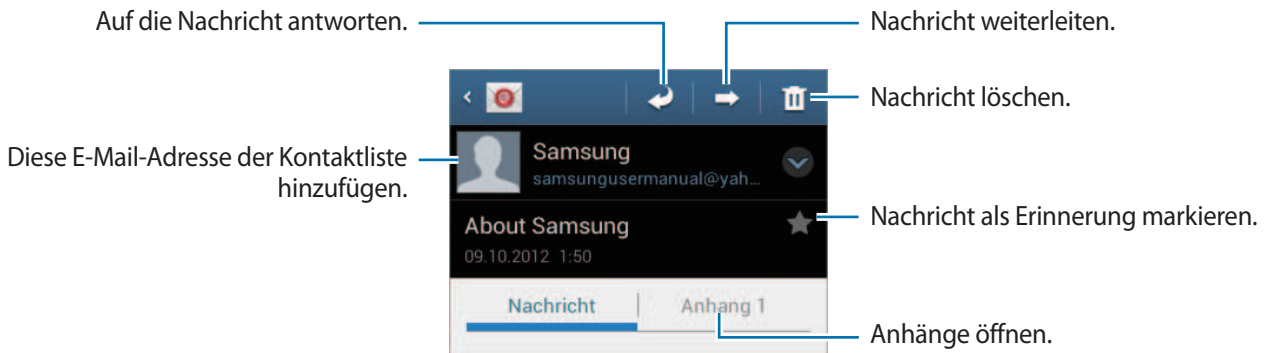 Auf die Nachricht antworten.
Nachricht weiterleiten.
Nachricht löschen.
Diese E-Mail-Adresse der Kontaktliste
hinzufügen.
Samsung
samsungusermanual@yah...
Nachricht als Erinnerung markieren.
About Samsung
09.10.2012 1:50
Nachricht
Anhang 1
Anhänge öffnen.